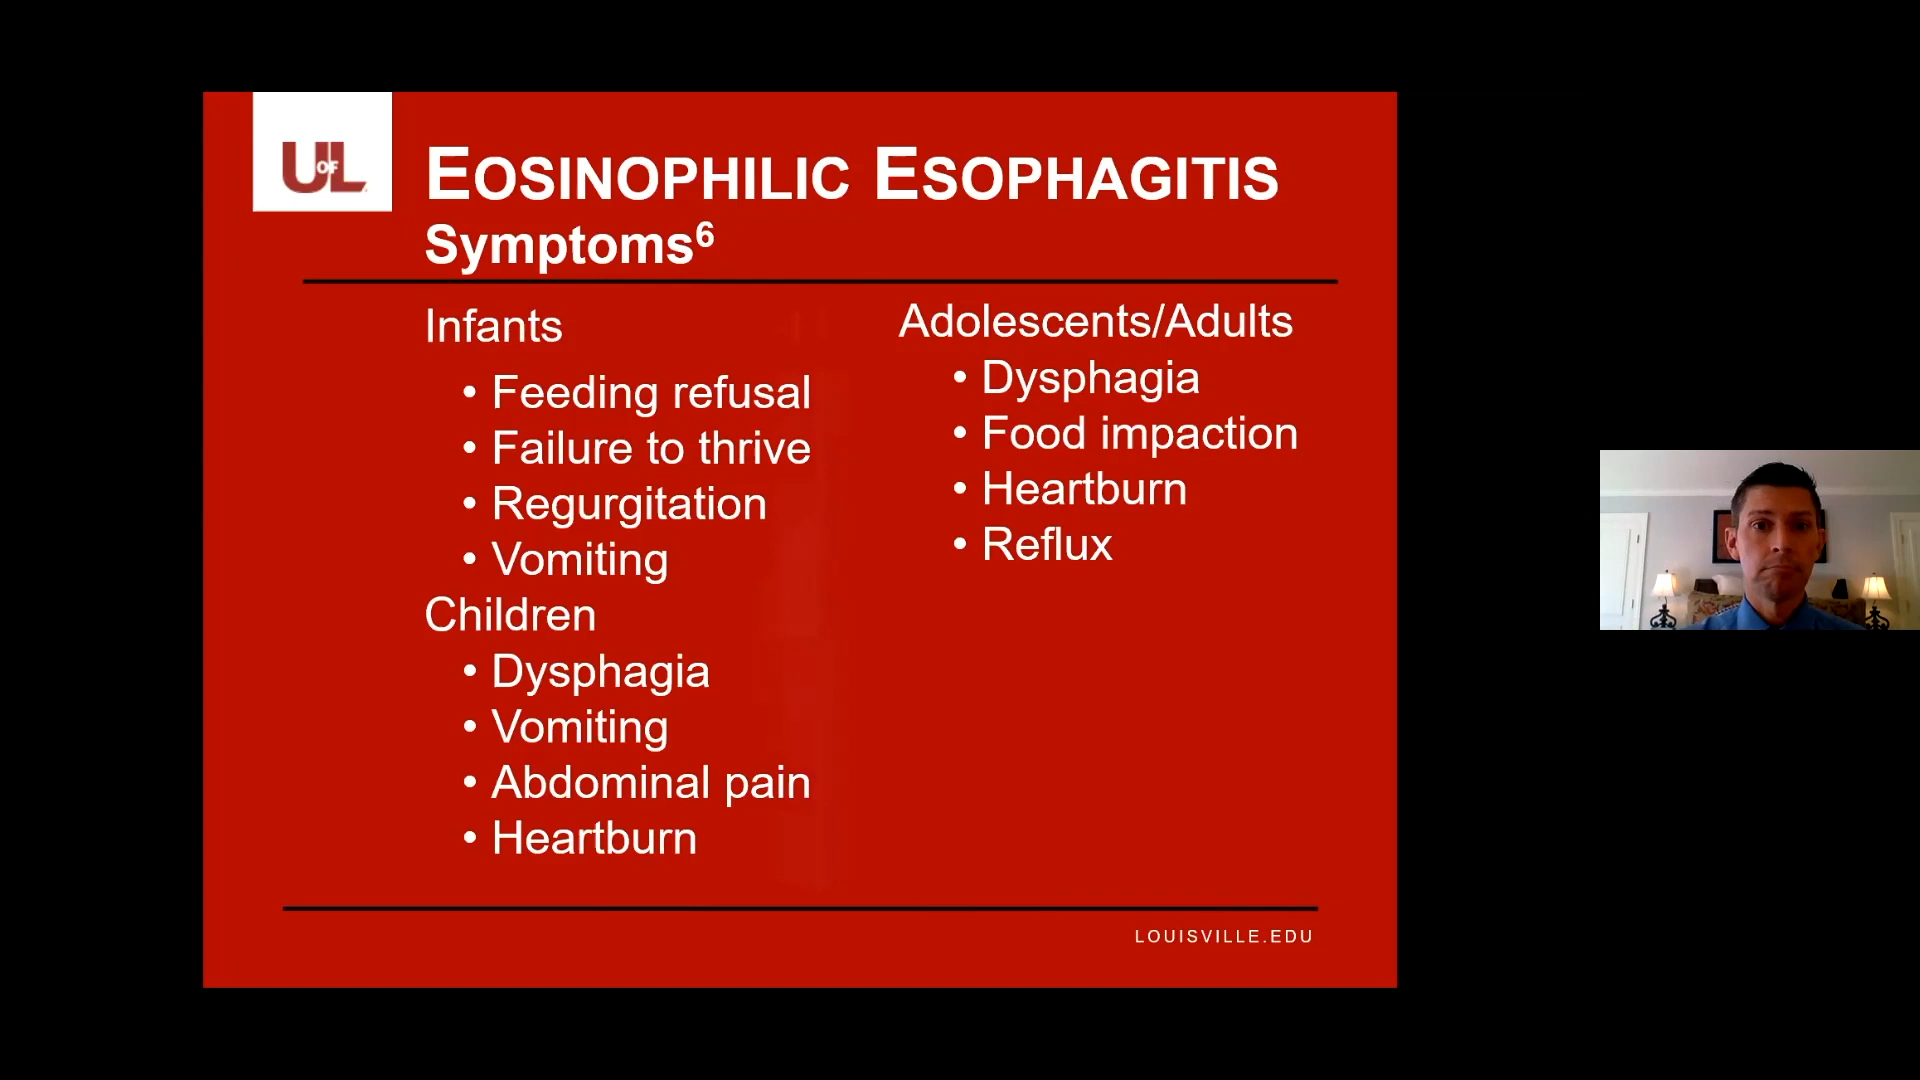 UofL
EOSINOPHILIC ESOPHAGITIS
Symptoms⁶
Infants
• Feeding refusal
• Failure to thrive
• Regurgitation
• Vomiting
Children
• Dysphagia
• Vomiting
• Abdominal pain
• Heartburn
Adolescents/Adults
• Dysphagia
• Food impaction
• Heartburn
• Reflux
LOUISVILLE.EDU